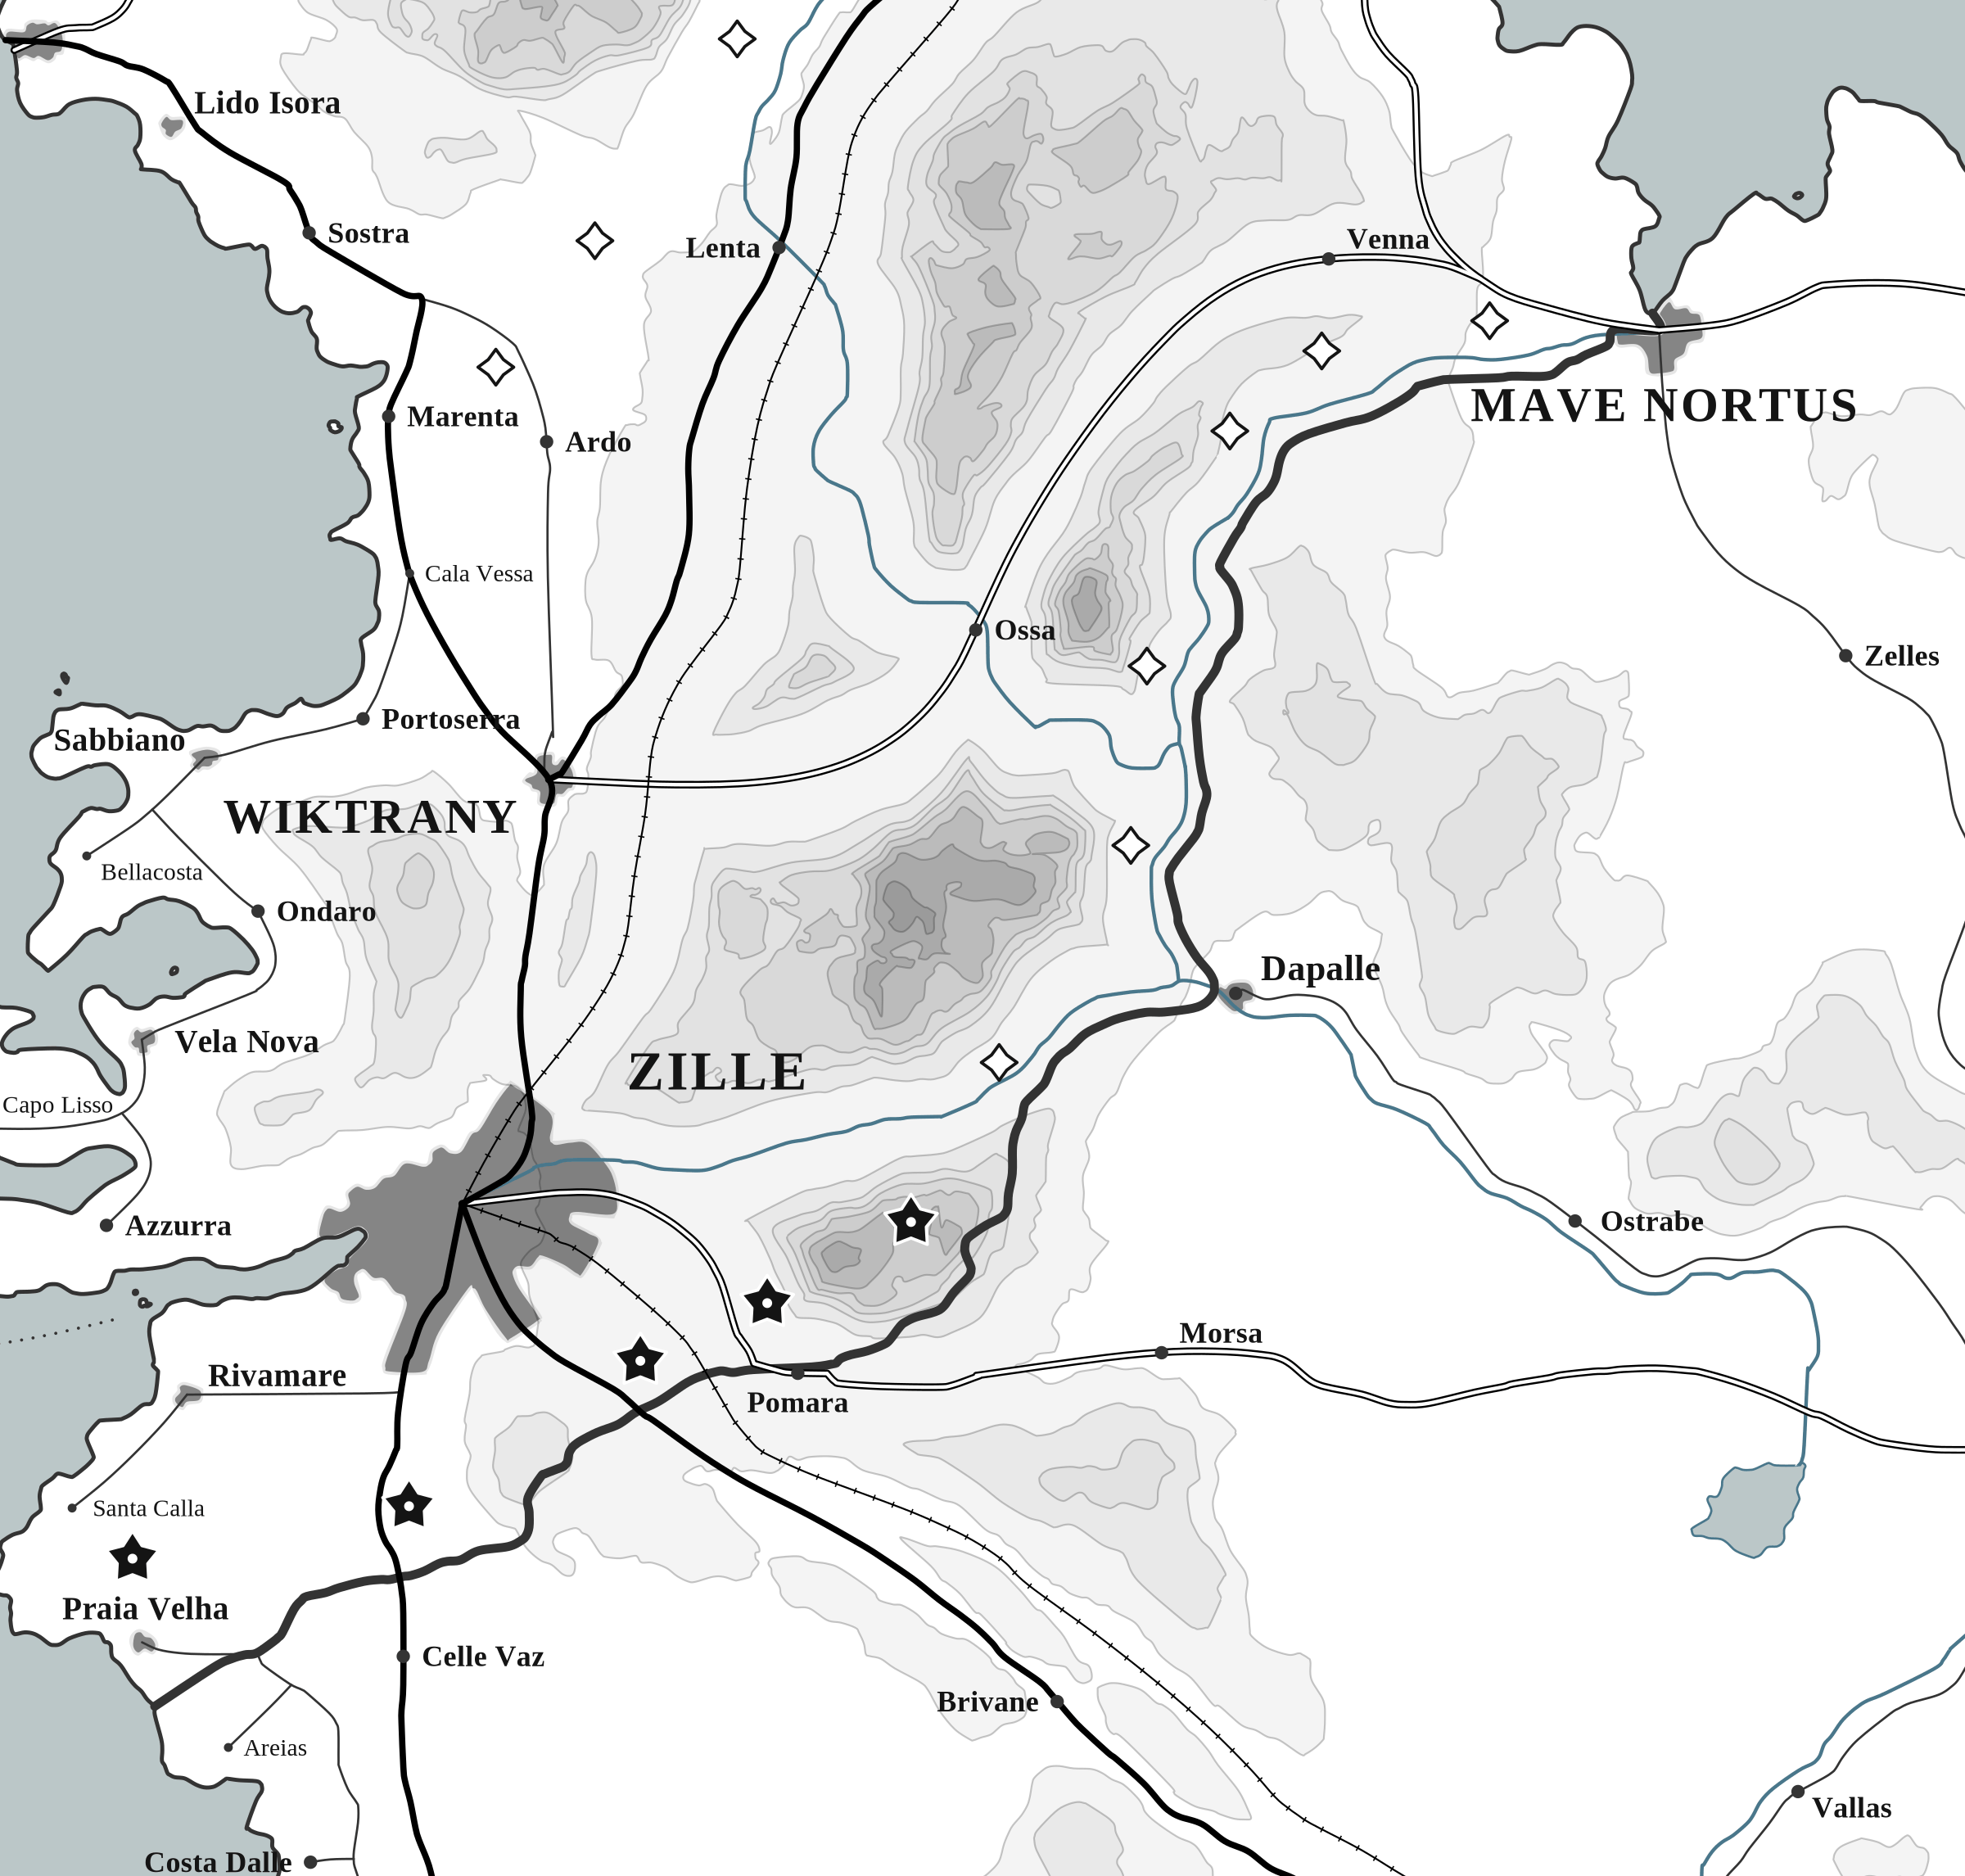 Lido Isora
Sostra
Lenta
Venna
MAVE NORTUS
Marenta
Ardo
Cala Vessa
Ossa
Zelles
Portoserra
Sabbiano
WIKTRANY
Bellacosta
Ondaro
Dapalle
Vela Nova
ZILLE
Capo Lisso
Azzurra
Ostrabe
Morsa
Rivamare
Pomara
Santa Calla
Praia Velha
Celle Vaz
Brivane
Areias
Vallas
Costa Dalle